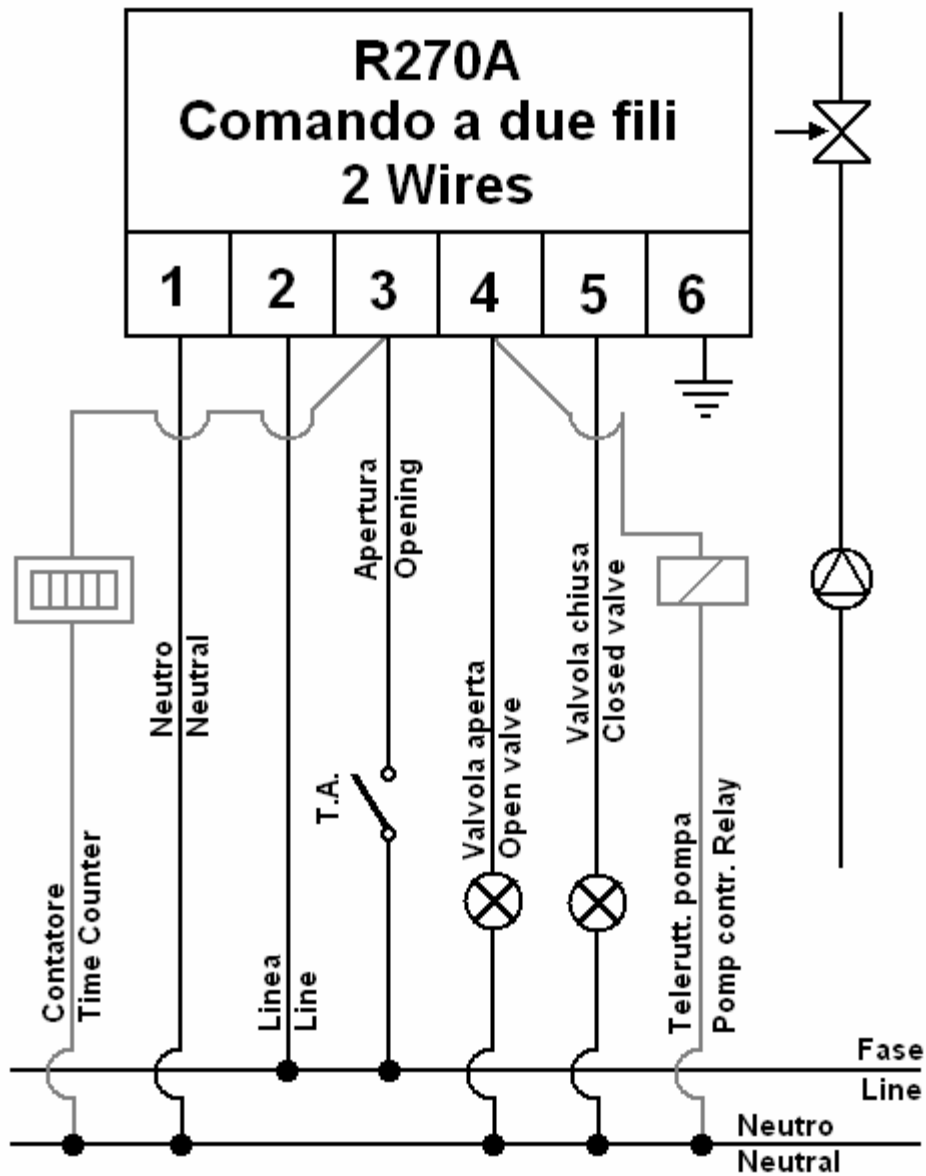 R270A
Comando a due fili
2 Wires
1 2 3 4 5 6
Apertura
Opening
Neutro
Neutral
Valvola chiusa
Closed valve
Valvola aperta
Open valve
T.A.
Contatore
Time Counter
Linea
Line
Telerutt. pompa
Pomp contr. Relay
Fase
Line
Neutro
Neutral